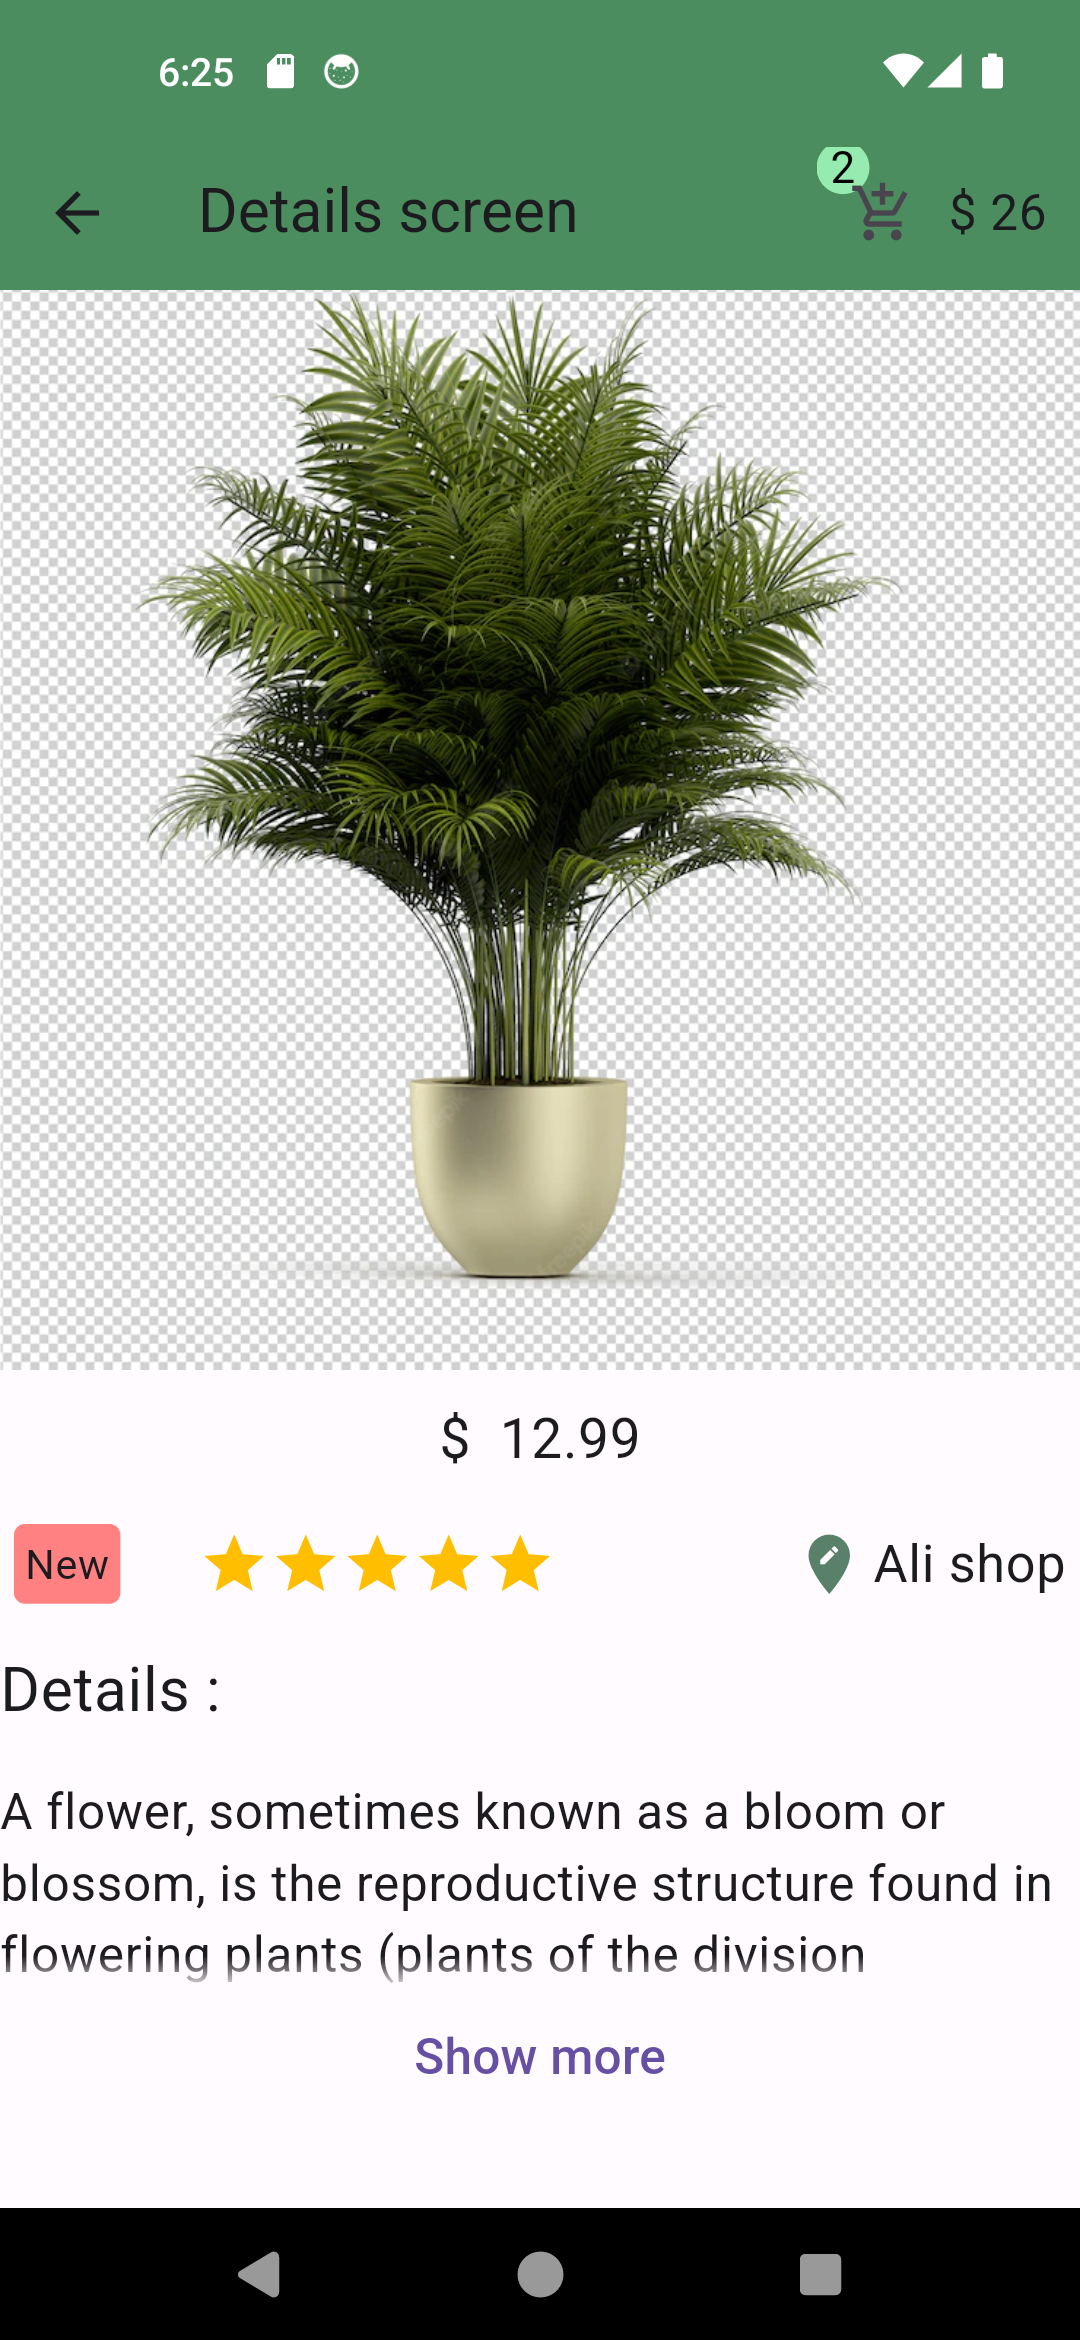 6:25
2
Details screen
$ 26
$ 12.99
New
Ali shop
Details :
A flower, sometimes known as a bloom or
blossom, is the reproductive structure found in
flowering plants (plants of the division
Show more